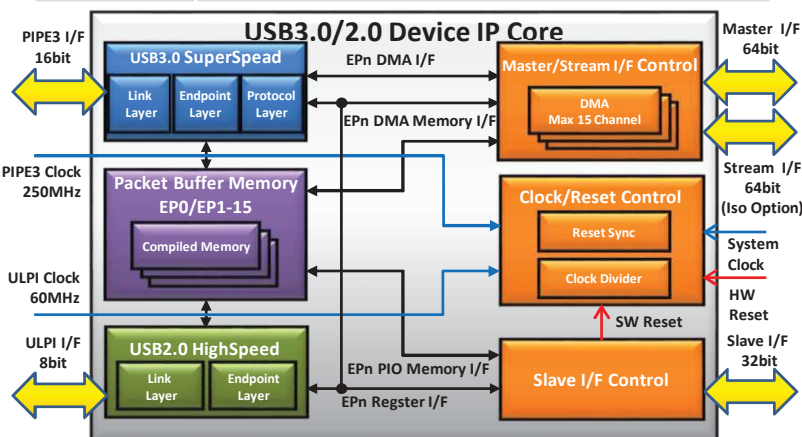 USB3.0/2.0 Device IP Core
PIPE3 I/F
16bit
USB3.0 SuperSpead
Link
Layer
Endpoint
Layer
Protocol
Layer
EPn DMA I/F
EPn DMA Memory I/F
Master/Stream I/F Control
DMA
Max 15 Channel
Master I/F
64bit
Stream I/F
64bit
(Iso Option)
PIPE3 Clock
250MHz
Packet Buffer Memory
EP0/EP1-15
Compiled Memory
Clock/Reset Control
Reset Sync
Clock Divider
System
Clock
HW
Reset
ULPI Clock
60MHz
SW Reset
ULPI I/F
8bit
USB2.0 HighSpeed
Link
Layer
Endpoint
Layer
EPn PIO Memory I/F
EPn Regster I/F
Slave I/F Control
Slave I/F
32bit